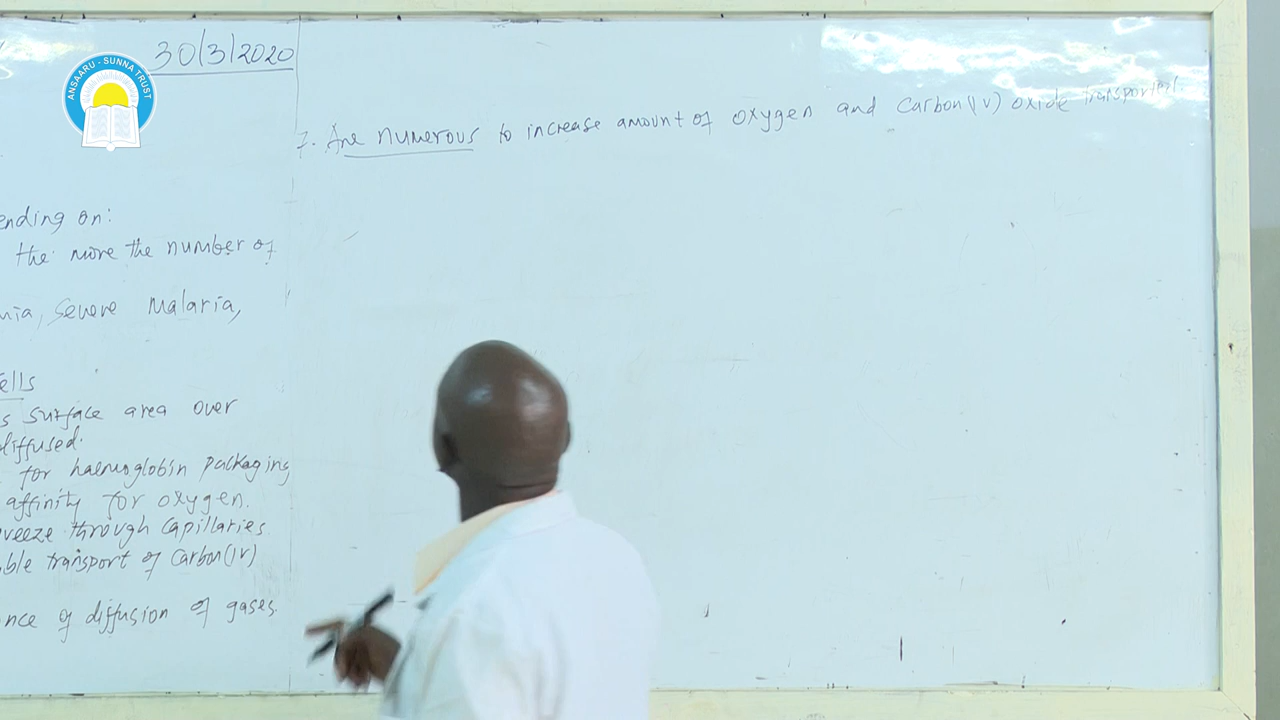 ANSAARU - SUNNA TRUST
30/3/2020
ending on:
the more the number of
nia, Severe Malaria,
ells
s surface area over
diffused.
for haemoglobin packaging
affinity for oxygen.
ueeze through capillaries.
ble transport of Carbon(IV)
nce of diffusion of gases.
7. Are numerous to increase amount of oxygen and Carbon(IV) oxide transported.